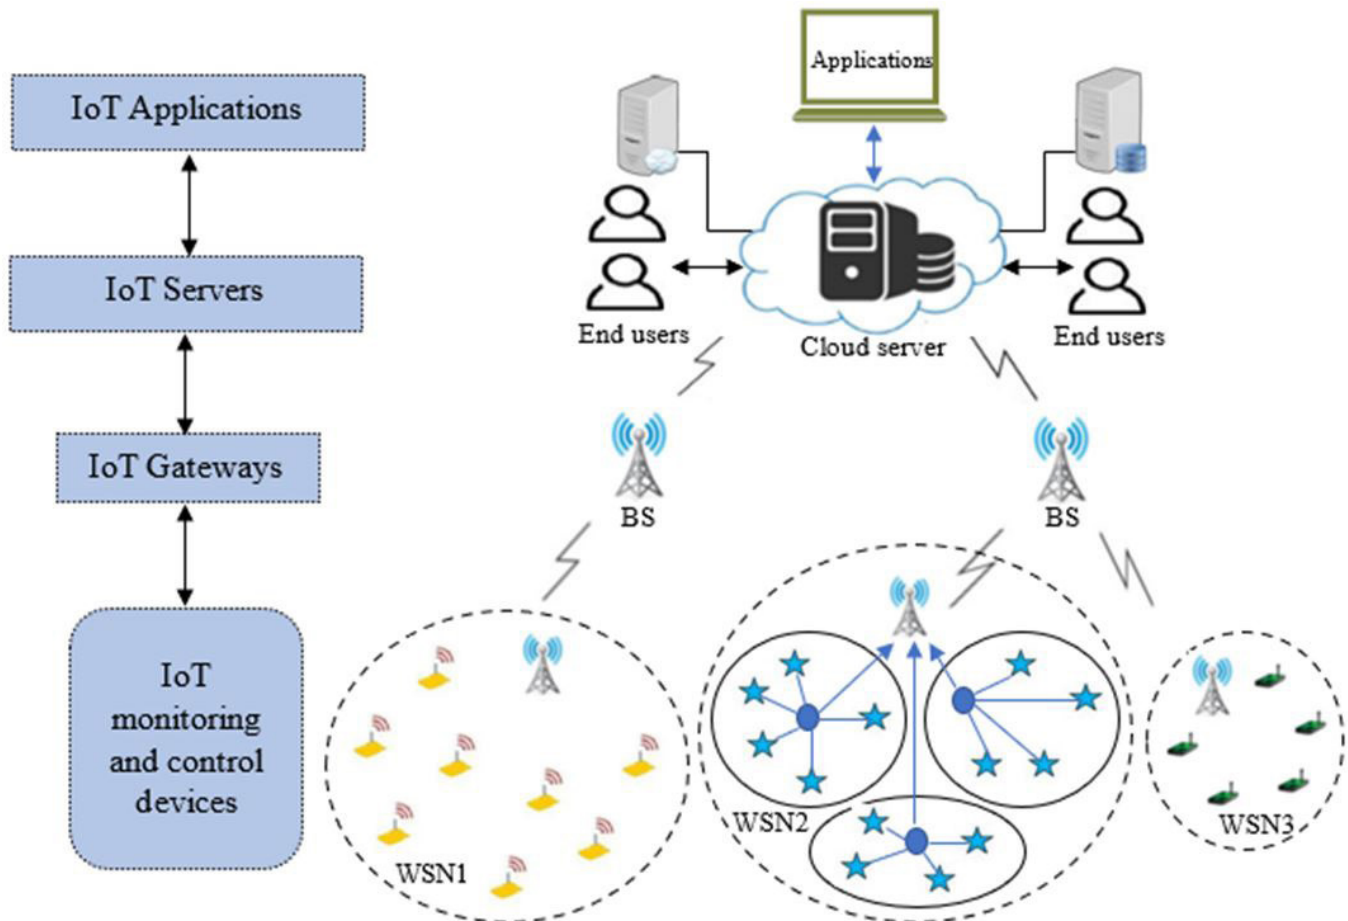 IoT Applications
IoT Servers
IoT Gateways
IoT
monitoring
and control
devices
Applications
End users
Cloud server
End users
BS
BS
WSN1
WSN2
WSN3